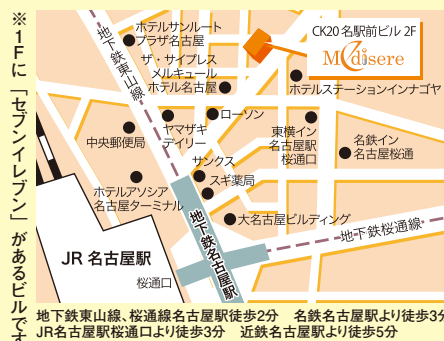 ※１Ｆに「セブンイレブン」があるビルです
地下鉄東山線
ホテルサンルート
プラザ名古屋
ザ・サイプレス
メルキュール
ホテル名古屋
CK20 名駅前ビル 2F
Medisere
ホテルステーションインナゴヤ
ローソン
ヤマザキ
デイリー
中央郵便局
東横イン
名古屋駅
桜通口
名鉄イン
名古屋桜通
サンクス
スギ薬局
ホテルアソシア
名古屋ターミナル
大名古屋ビルディング
地下鉄名古屋駅
地下鉄桜通線
JR 名古屋駅
桜通口
地下鉄東山線、桜通線名古屋駅徒歩2分　名鉄名古屋駅より徒歩3分
JR名古屋駅桜通口より徒歩3分　近鉄名古屋駅より徒歩5分